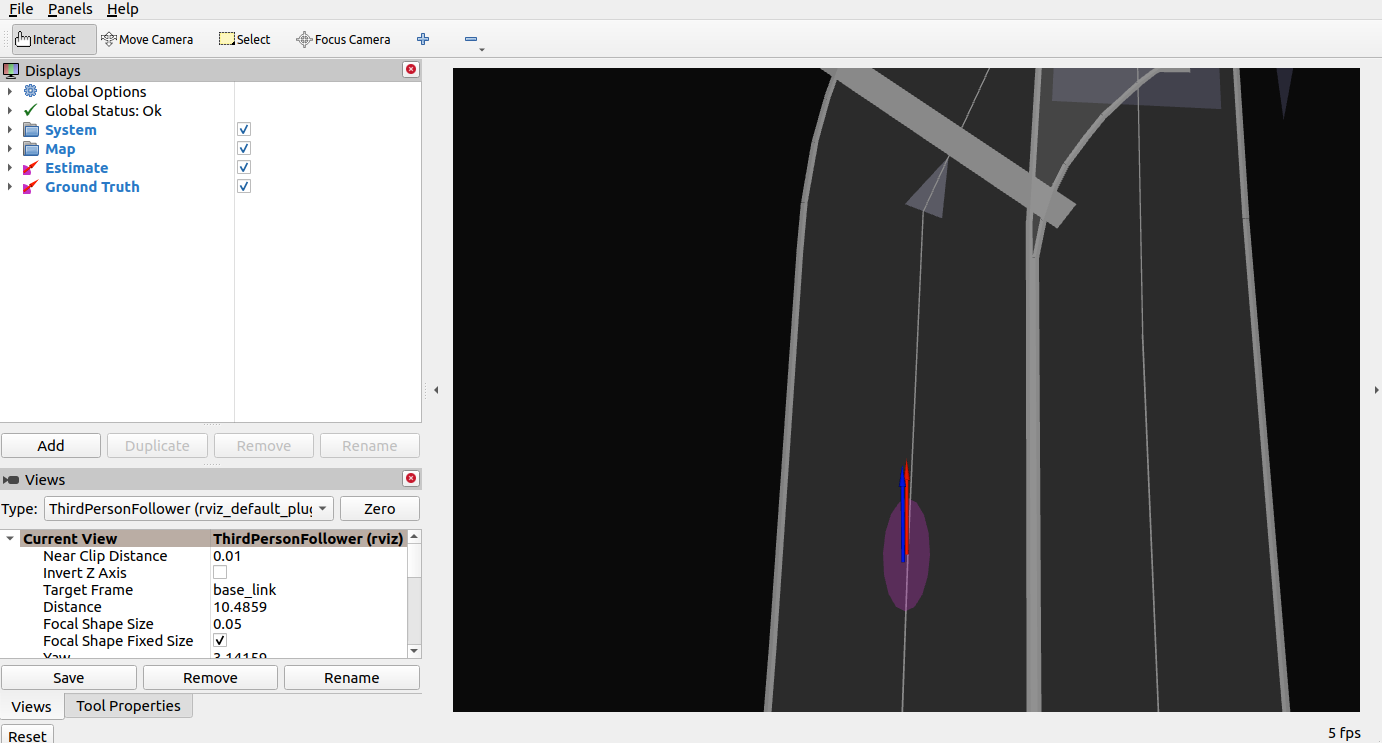 File Panels Help
Interact Move Camera Select Focus Camera
Displays
Global Options
Global Status: Ok
System
Map
Estimate
Ground Truth
Add Duplicate Remove Rename
Views
Type: ThirdPersonFollower (rviz_default_plug Zero
Current View ThirdPersonFollower (rviz)
Near Clip Distance 0.01
Invert Z Axis
Target Frame base_link
Distance 10.4859
Focal Shape Size 0.05
Focal Shape Fixed Size
Yaw 3.14159
Save Remove Rename
Views Tool Properties
Reset 5 fps